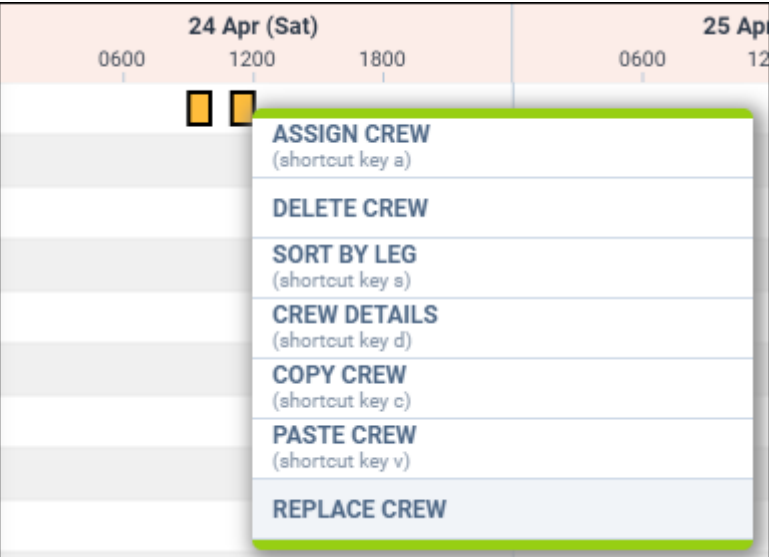 24 Apr (Sat) 25 Apr
0600 1200 1800 0600 12
ASSIGN CREW
(shortcut key a)
DELETE CREW
SORT BY LEG
(shortcut key s)
CREW DETAILS
(shortcut key d)
COPY CREW
(shortcut key c)
PASTE CREW
(shortcut key v)
REPLACE CREW